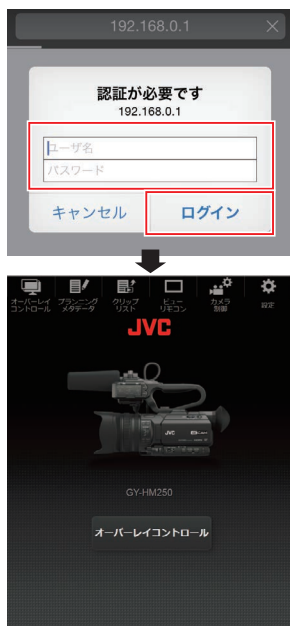 192.168.0.1
認証が必要です
192.168.0.1
ユーザ名
パスワード
キャンセル
ログイン
オーバーレイ
コントロール
プランニング
メタデータ
クリップ
リスト
ビュー
リモコン
カメラ
制御
設定
JVC
JVC
GY-HM250
オーバーレイコントロール